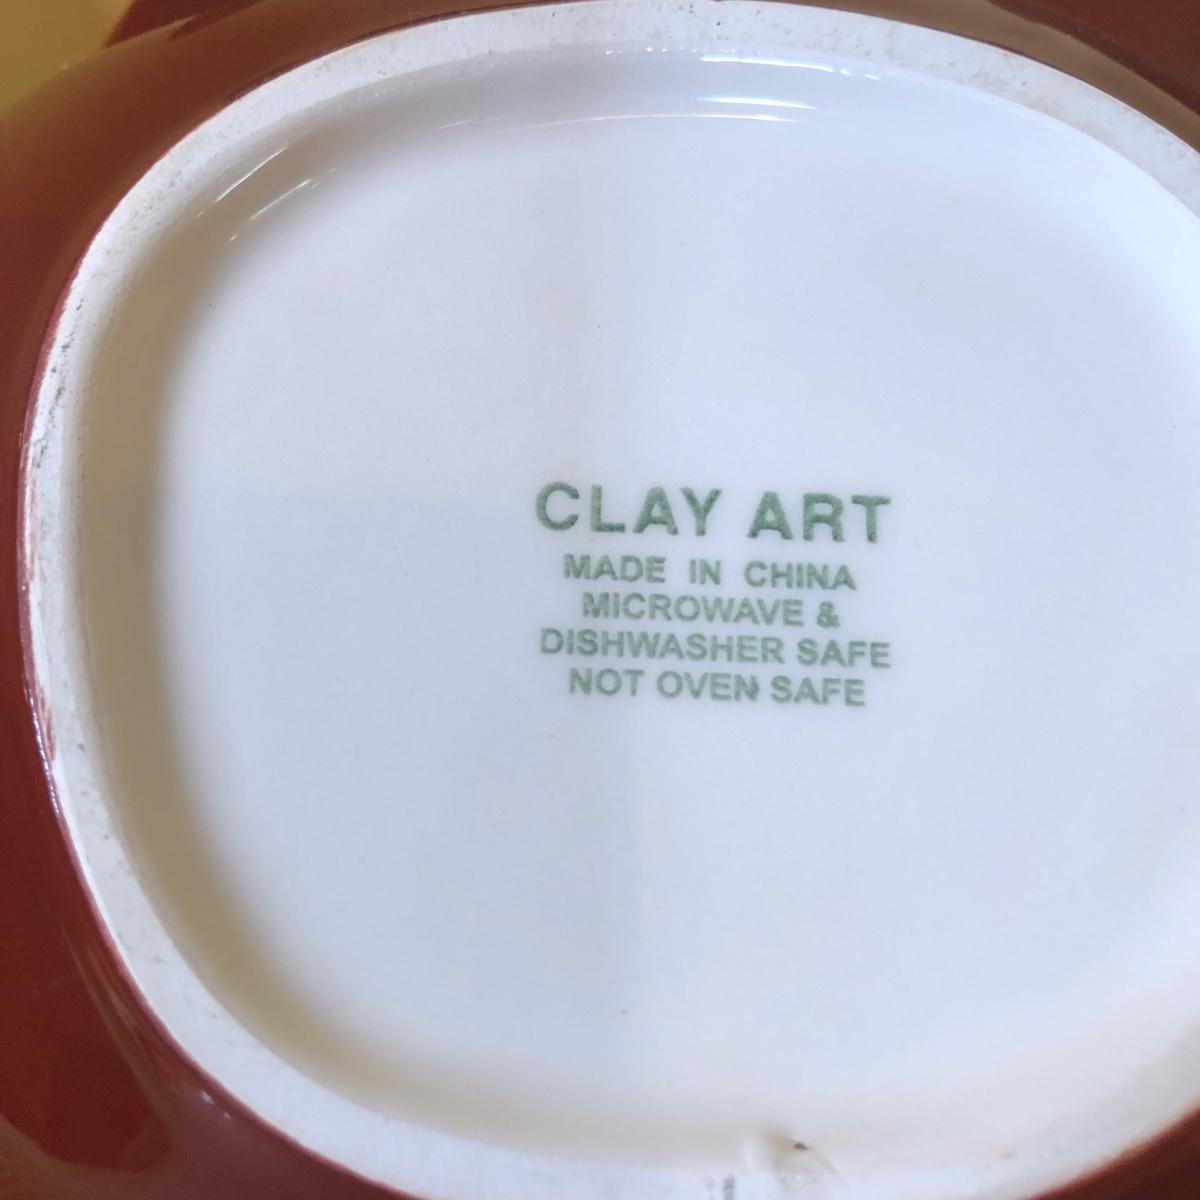 CLAY ART
MADE IN CHINA
MICROWAVE &
DISHWASHER SAFE
NOT OVEN SAFE